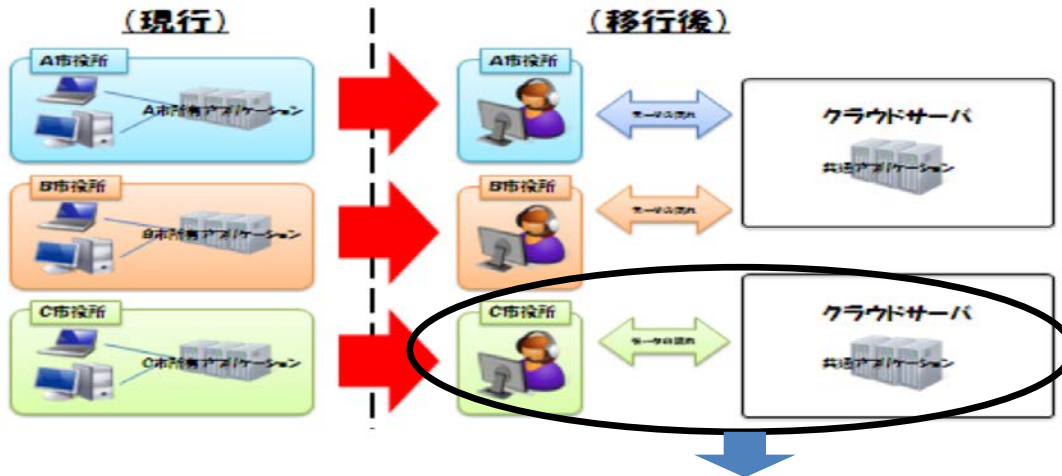 (現行)
(移行後)
A市役所
A市所有アプリケーション
A市役所
データの流れ
クラウドサーバ
共通アプリケーション
B市役所
B市所有アプリケーション
B市役所
データの流れ
C市役所
C市所有アプリケーション
C市役所
データの流れ
クラウドサーバ
共通アプリケーション